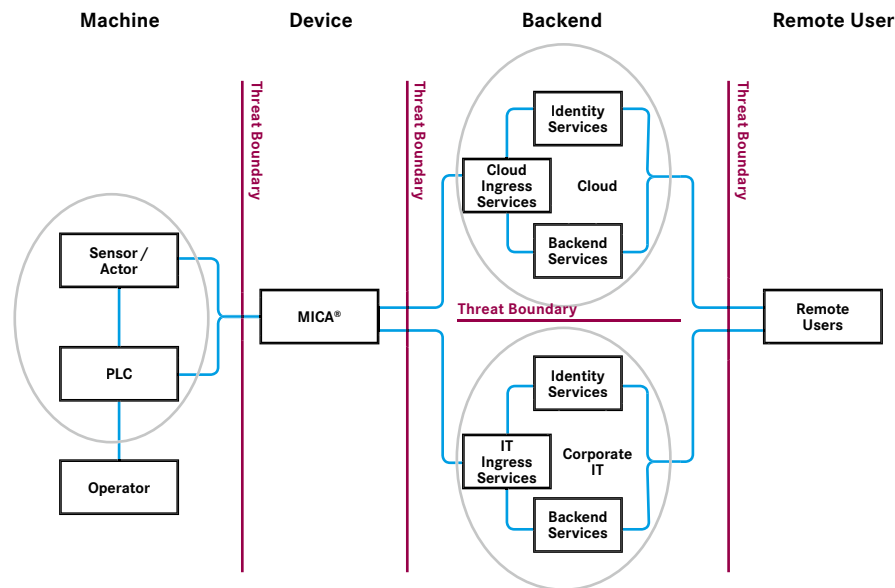 Machine
Device
Backend
Remote User
Threat Boundary
Threat Boundary
Threat Boundary
Identity
Services
Cloud
Ingress
Services
Cloud
Backend
Services
Sensor /
Actor
MICA®
Threat Boundary
Remote
Users
PLC
Identity
Services
IT
Ingress
Services
Corporate
IT
Operator
Backend
Services